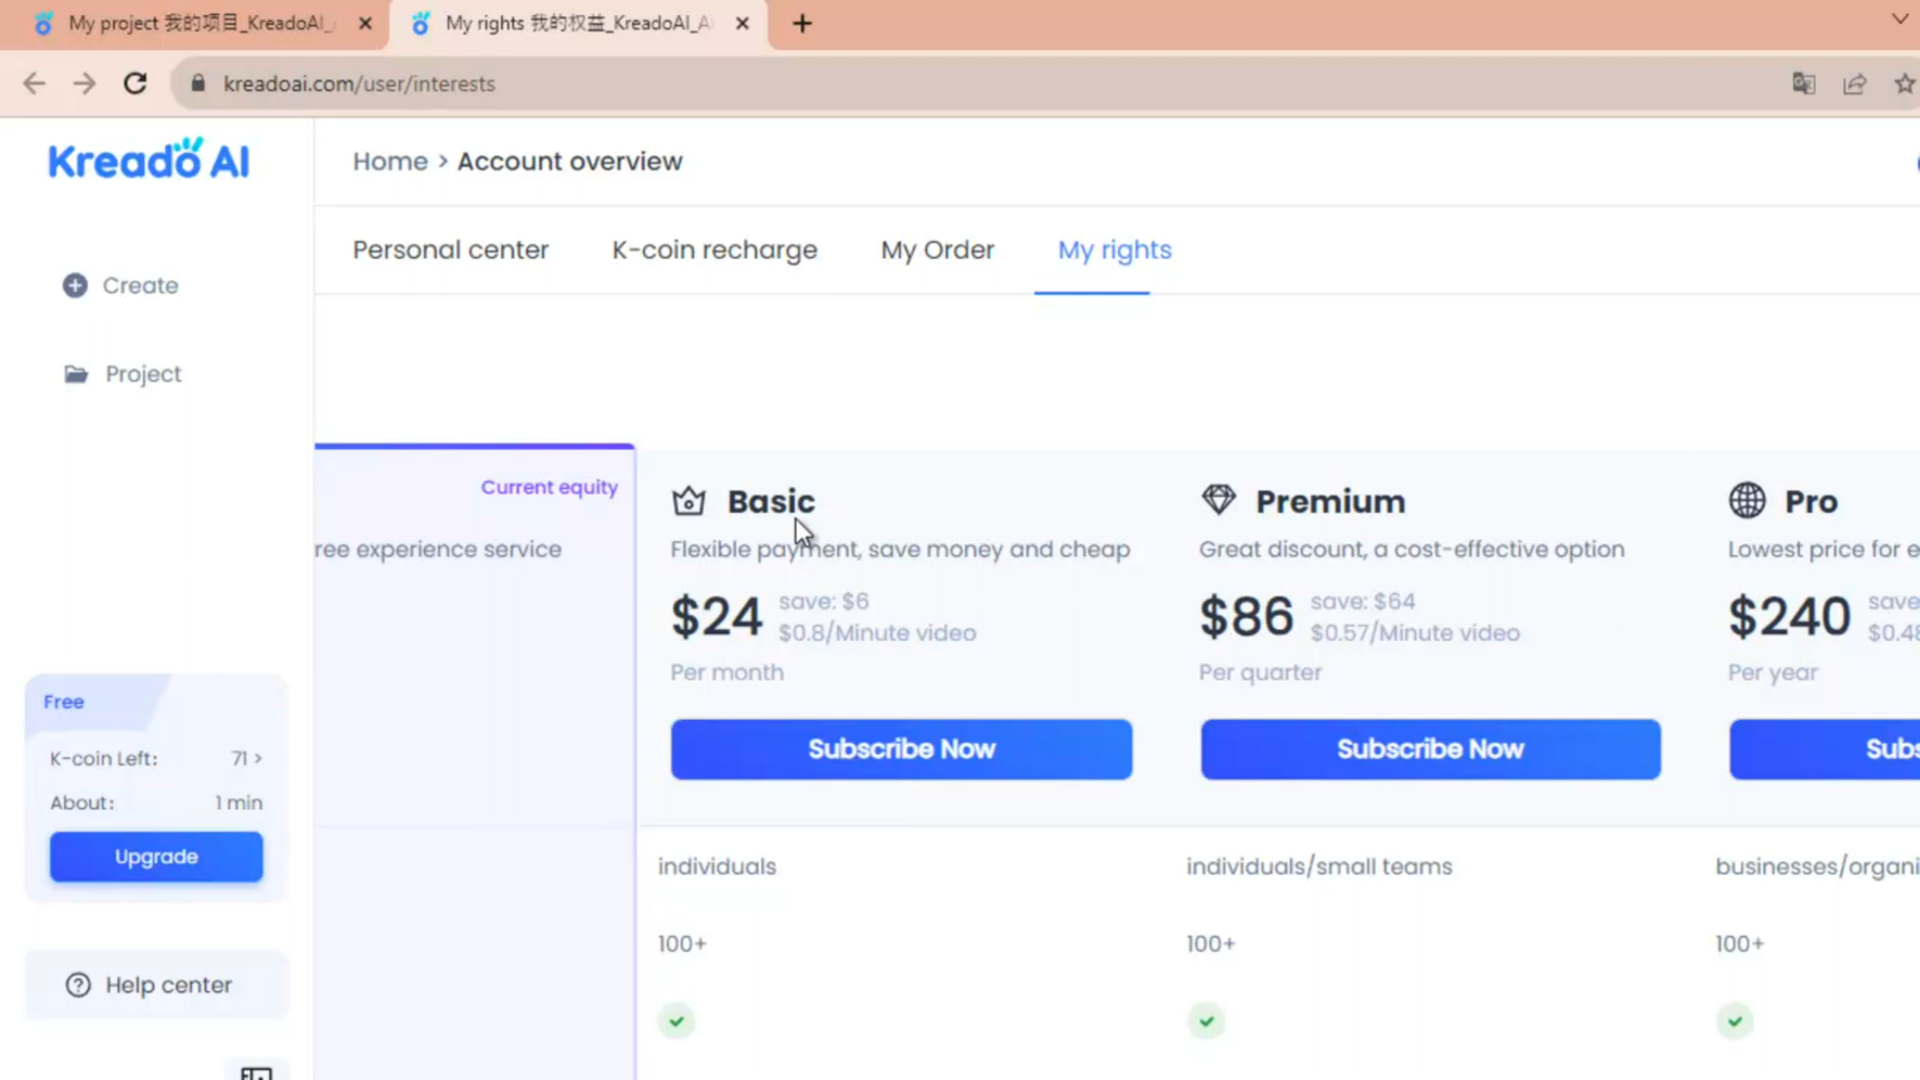 My project 我的项目_KreadoAI_
My rights 我的权益_KreadoAI_A
kreadoai.com/user/interests
Kreado AI
Home > Account overview
Personal center
K-coin recharge
My Order
My rights
Create
Project
Current equity
ree experience service
Basic
Flexible payment, save money and cheap
$24
save: $6
$0.8/Minute video
Per month
Subscribe Now
Premium
Great discount, a cost-effective option
$86
save: $64
$0.57/Minute video
Per quarter
Subscribe Now
Pro
Lowest price for e
$240
save
$0.48
Per year
Subs
Free
K-coin Left: 71 >
About: 1 min
Upgrade
Help center
individuals
individuals/small teams
businesses/organi
100+
100+
100+